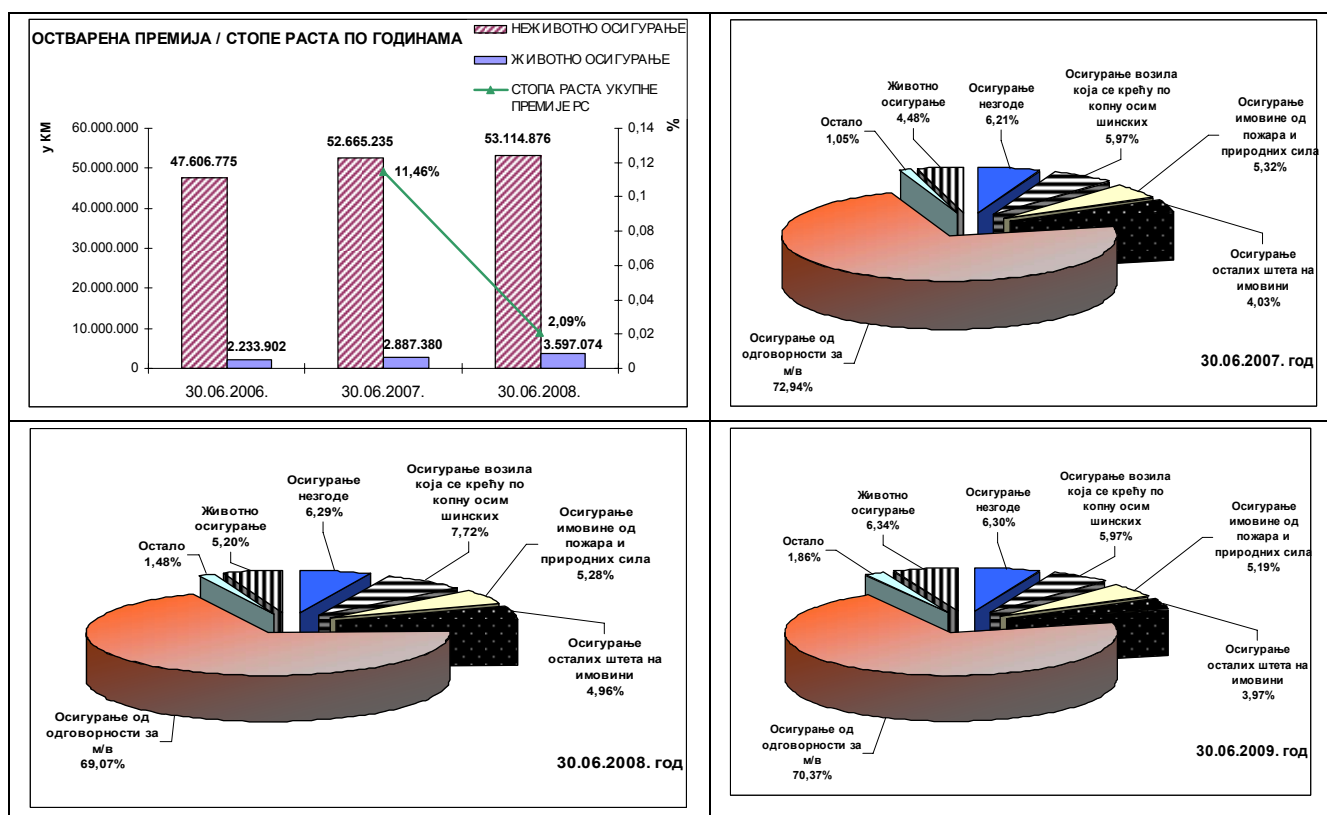 ОСТВАРЕНА ПРЕМИЈА / СТОПЕ РАСТА ПО ГОДИНАМА
НЕЖИВОТНО ОСИГУРАЊЕ
ЖИВОТНО ОСИГУРАЊЕ
СТОПА РАСТА УКУПНЕ
ПРЕМИЈЕ РС
у КМ
%
60.000.000
50.000.000
40.000.000
30.000.000
20.000.000
10.000.000
0
47.606.775
52.665.235
53.114.876
11,46%
2,09%
2.233.902
2.887.380
3.597.074
0,14
0,12
0,1
0,08
0,06
0,04
0,02
0
30.06.2006.
30.06.2007.
30.06.2008.
Остало
1,05%
Животно
осигурање
4,48%
Осигурање
незгоде
6,21%
Осигурање возила
која се крећу по
копну осим
шинских
5,97%
Осигурање
имовине од
пожара и
природних сила
5,32%
Осигурање
осталих штета на
имовини
4,03%
Осигурање од
одговорности за
м/в
72,94%
30.06.2007. год
Остало
1,48%
Животно
осигурање
5,20%
Осигурање
незгоде
6,29%
Осигурање возила
која се крећу по
копну осим
шинских
7,72%
Осигурање
имовине од
пожара и
природних сила
5,28%
Осигурање
осталих штета на
имовини
4,96%
Осигурање од
одговорности за
м/в
69,07%
30.06.2008. год
Остало
1,86%
Животно
осигурање
6,34%
Осигурање
незгоде
6,30%
Осигурање возила
која се крећу по
копну осим
шинских
5,97%
Осигурање
имовине од
пожара и
природних сила
5,19%
Осигурање
осталих штета на
имовини
3,97%
Осигурање од
одговорности за
м/в
70,37%
30.06.2009. год